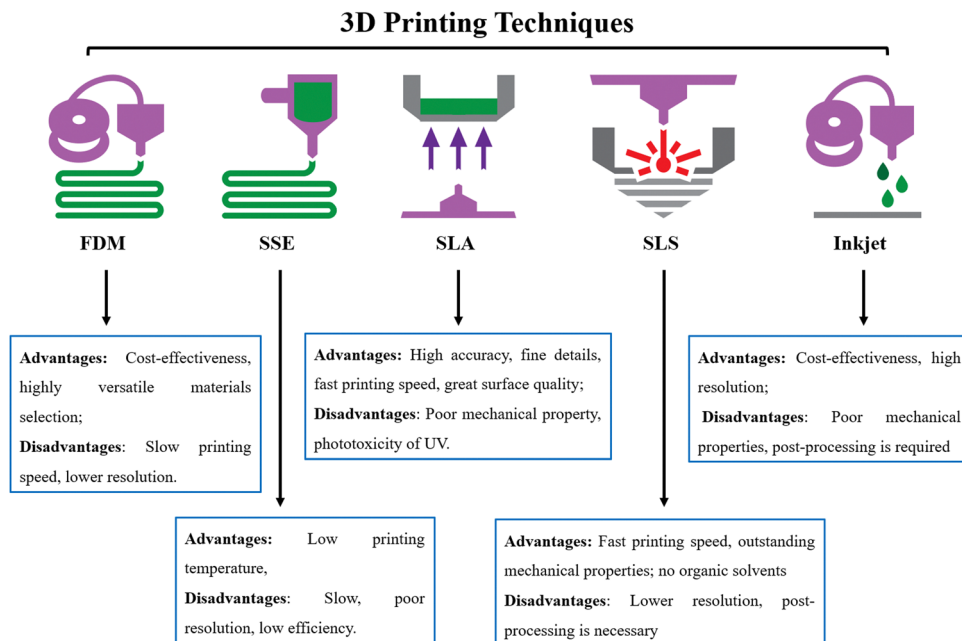 3D Printing Techniques
FDM
SSE
SLA
SLS
Inkjet
Advantages: Cost-effectiveness,
highly versatile materials
selection;
Disadvantages: Slow printing
speed, lower resolution.
Advantages: High accuracy, fine details,
fast printing speed, great surface quality;
Disadvantages: Poor mechanical property,
phototoxicity of UV.
Advantages: Cost-effectiveness, high
resolution;
Disadvantages: Poor mechanical
properties, post-processing is required
Advantages: Low printing
temperature,
Disadvantages: Slow, poor
resolution, low efficiency.
Advantages: Fast printing speed, outstanding
mechanical properties; no organic solvents
Disadvantages: Lower resolution, post-
processing is necessary